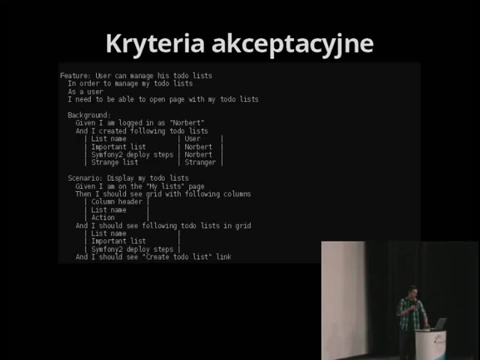 Kryteria akceptacyjne
Feature: User can manage his todo lists
In order to manage my todo lists
As a user
I need to be able to open page with my todo lists
Background:
Given I am logged in as "Norbert"
And I created following todo lists
| List name | User |
| Important list | Norbert |
| Symfony2 deploy steps | Norbert |
| Strange list | Stranger |
Scenario: Display my todo lists
Given I am on the "My lists" page
Then I should see grid with following columns
| Column header |
| List name |
| Action |
And I should see following todo lists in grid
| List name |
| Important list |
| Symfony2 deploy steps |
And I should see "Create todo list" link